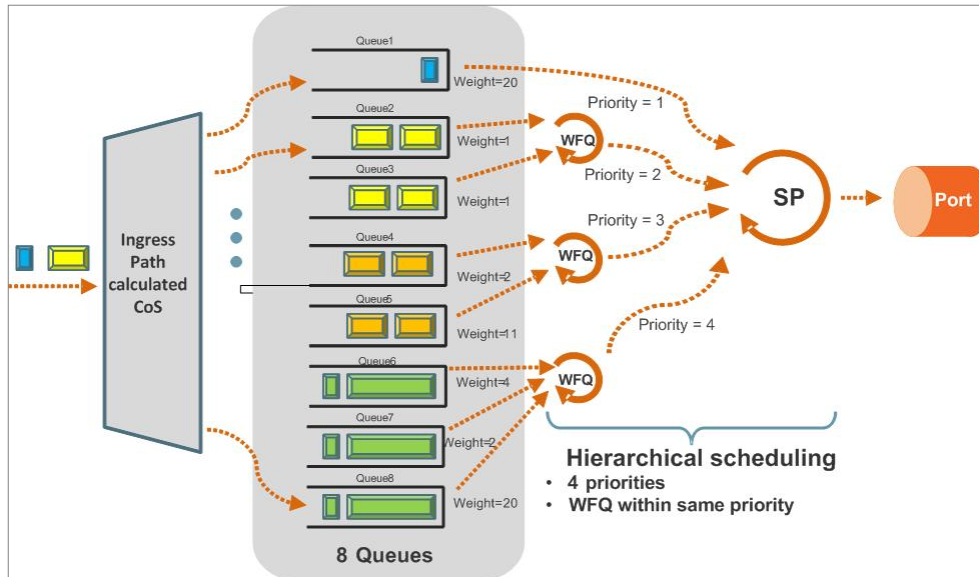 Queue1
Weight=20
Priority = 1
Queue2
Weight=1
WFQ
Priority = 2
Queue3
Weight=1
SP
Port
Ingress
Path
calculated
CoS
Priority = 3
Queue4
Weight=2
WFQ
Queue5
Weight=11
Priority = 4
Queue6
Weight=4
WFQ
Queue7
Weight=2
Hierarchical scheduling
• 4 priorities
• WFQ within same priority
Queue8
Weight=20
8 Queues